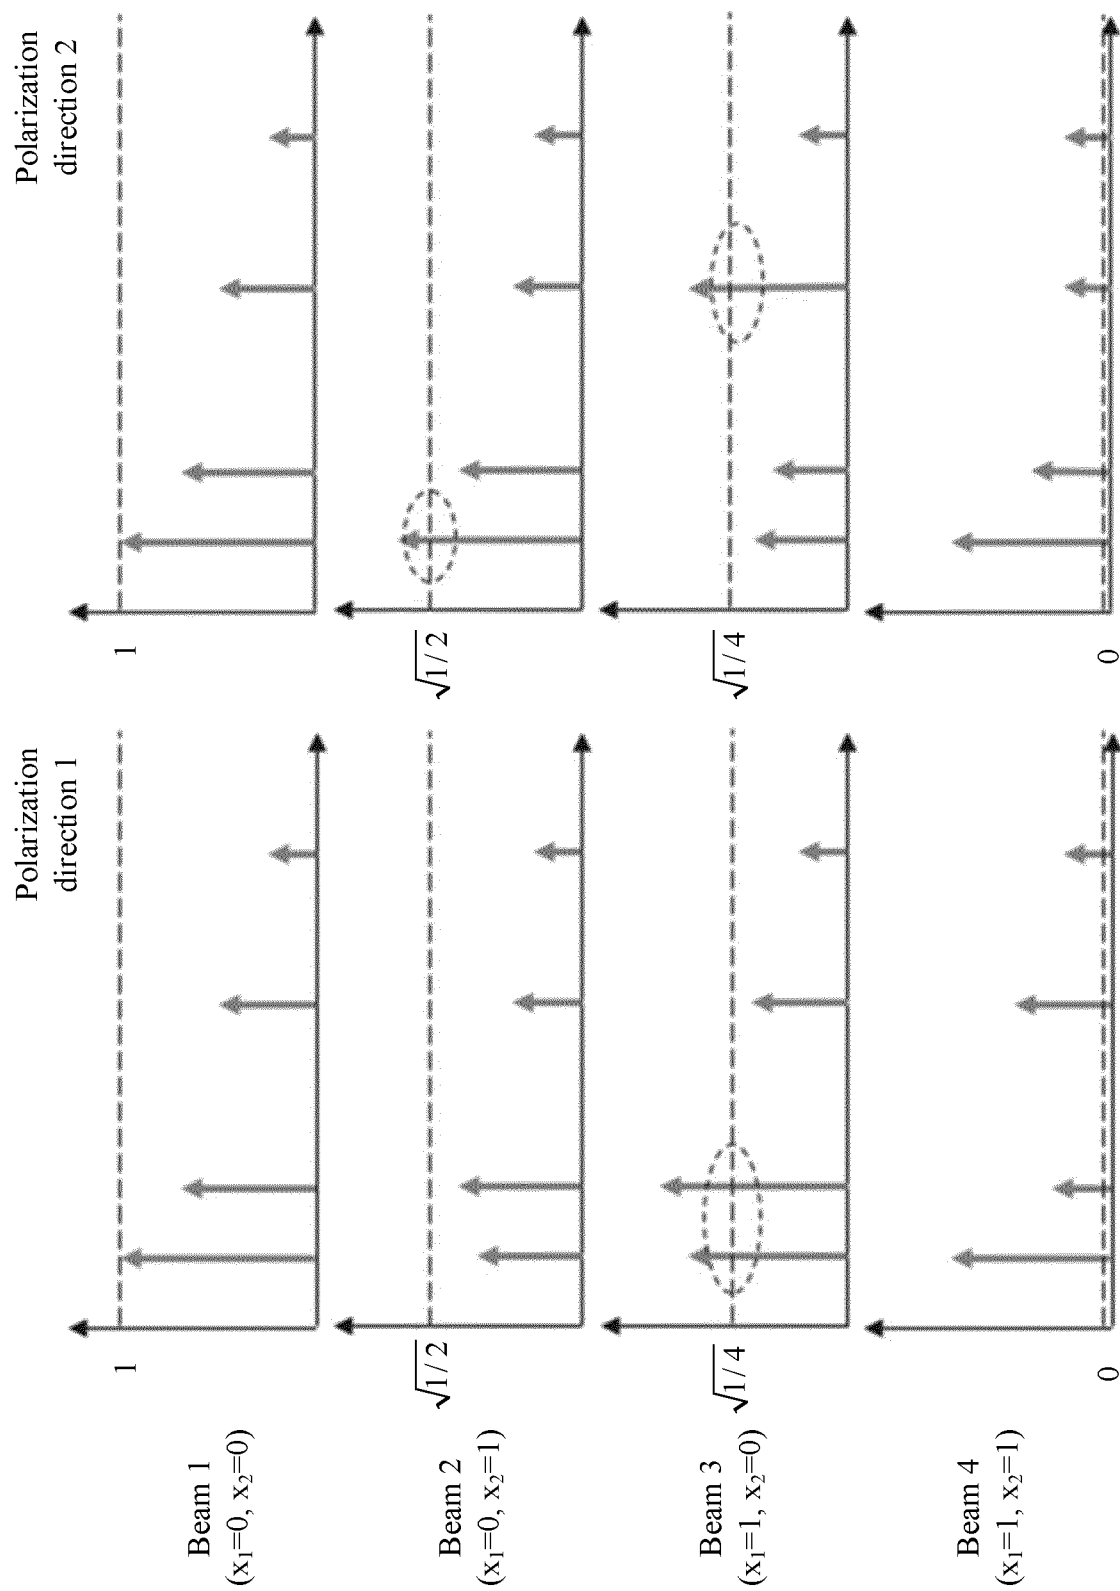 Polarization
direction 1
Polarization
direction 2
Beam 1
(x₁=0, x₂=0)
1
1
Beam 2
(x₁=0, x₂=1)
√1/2
√1/2
Beam 3
(x₁=1, x₂=0)
√1/4
√1/4
Beam 4
(x₁=1, x₂=1)
0
0